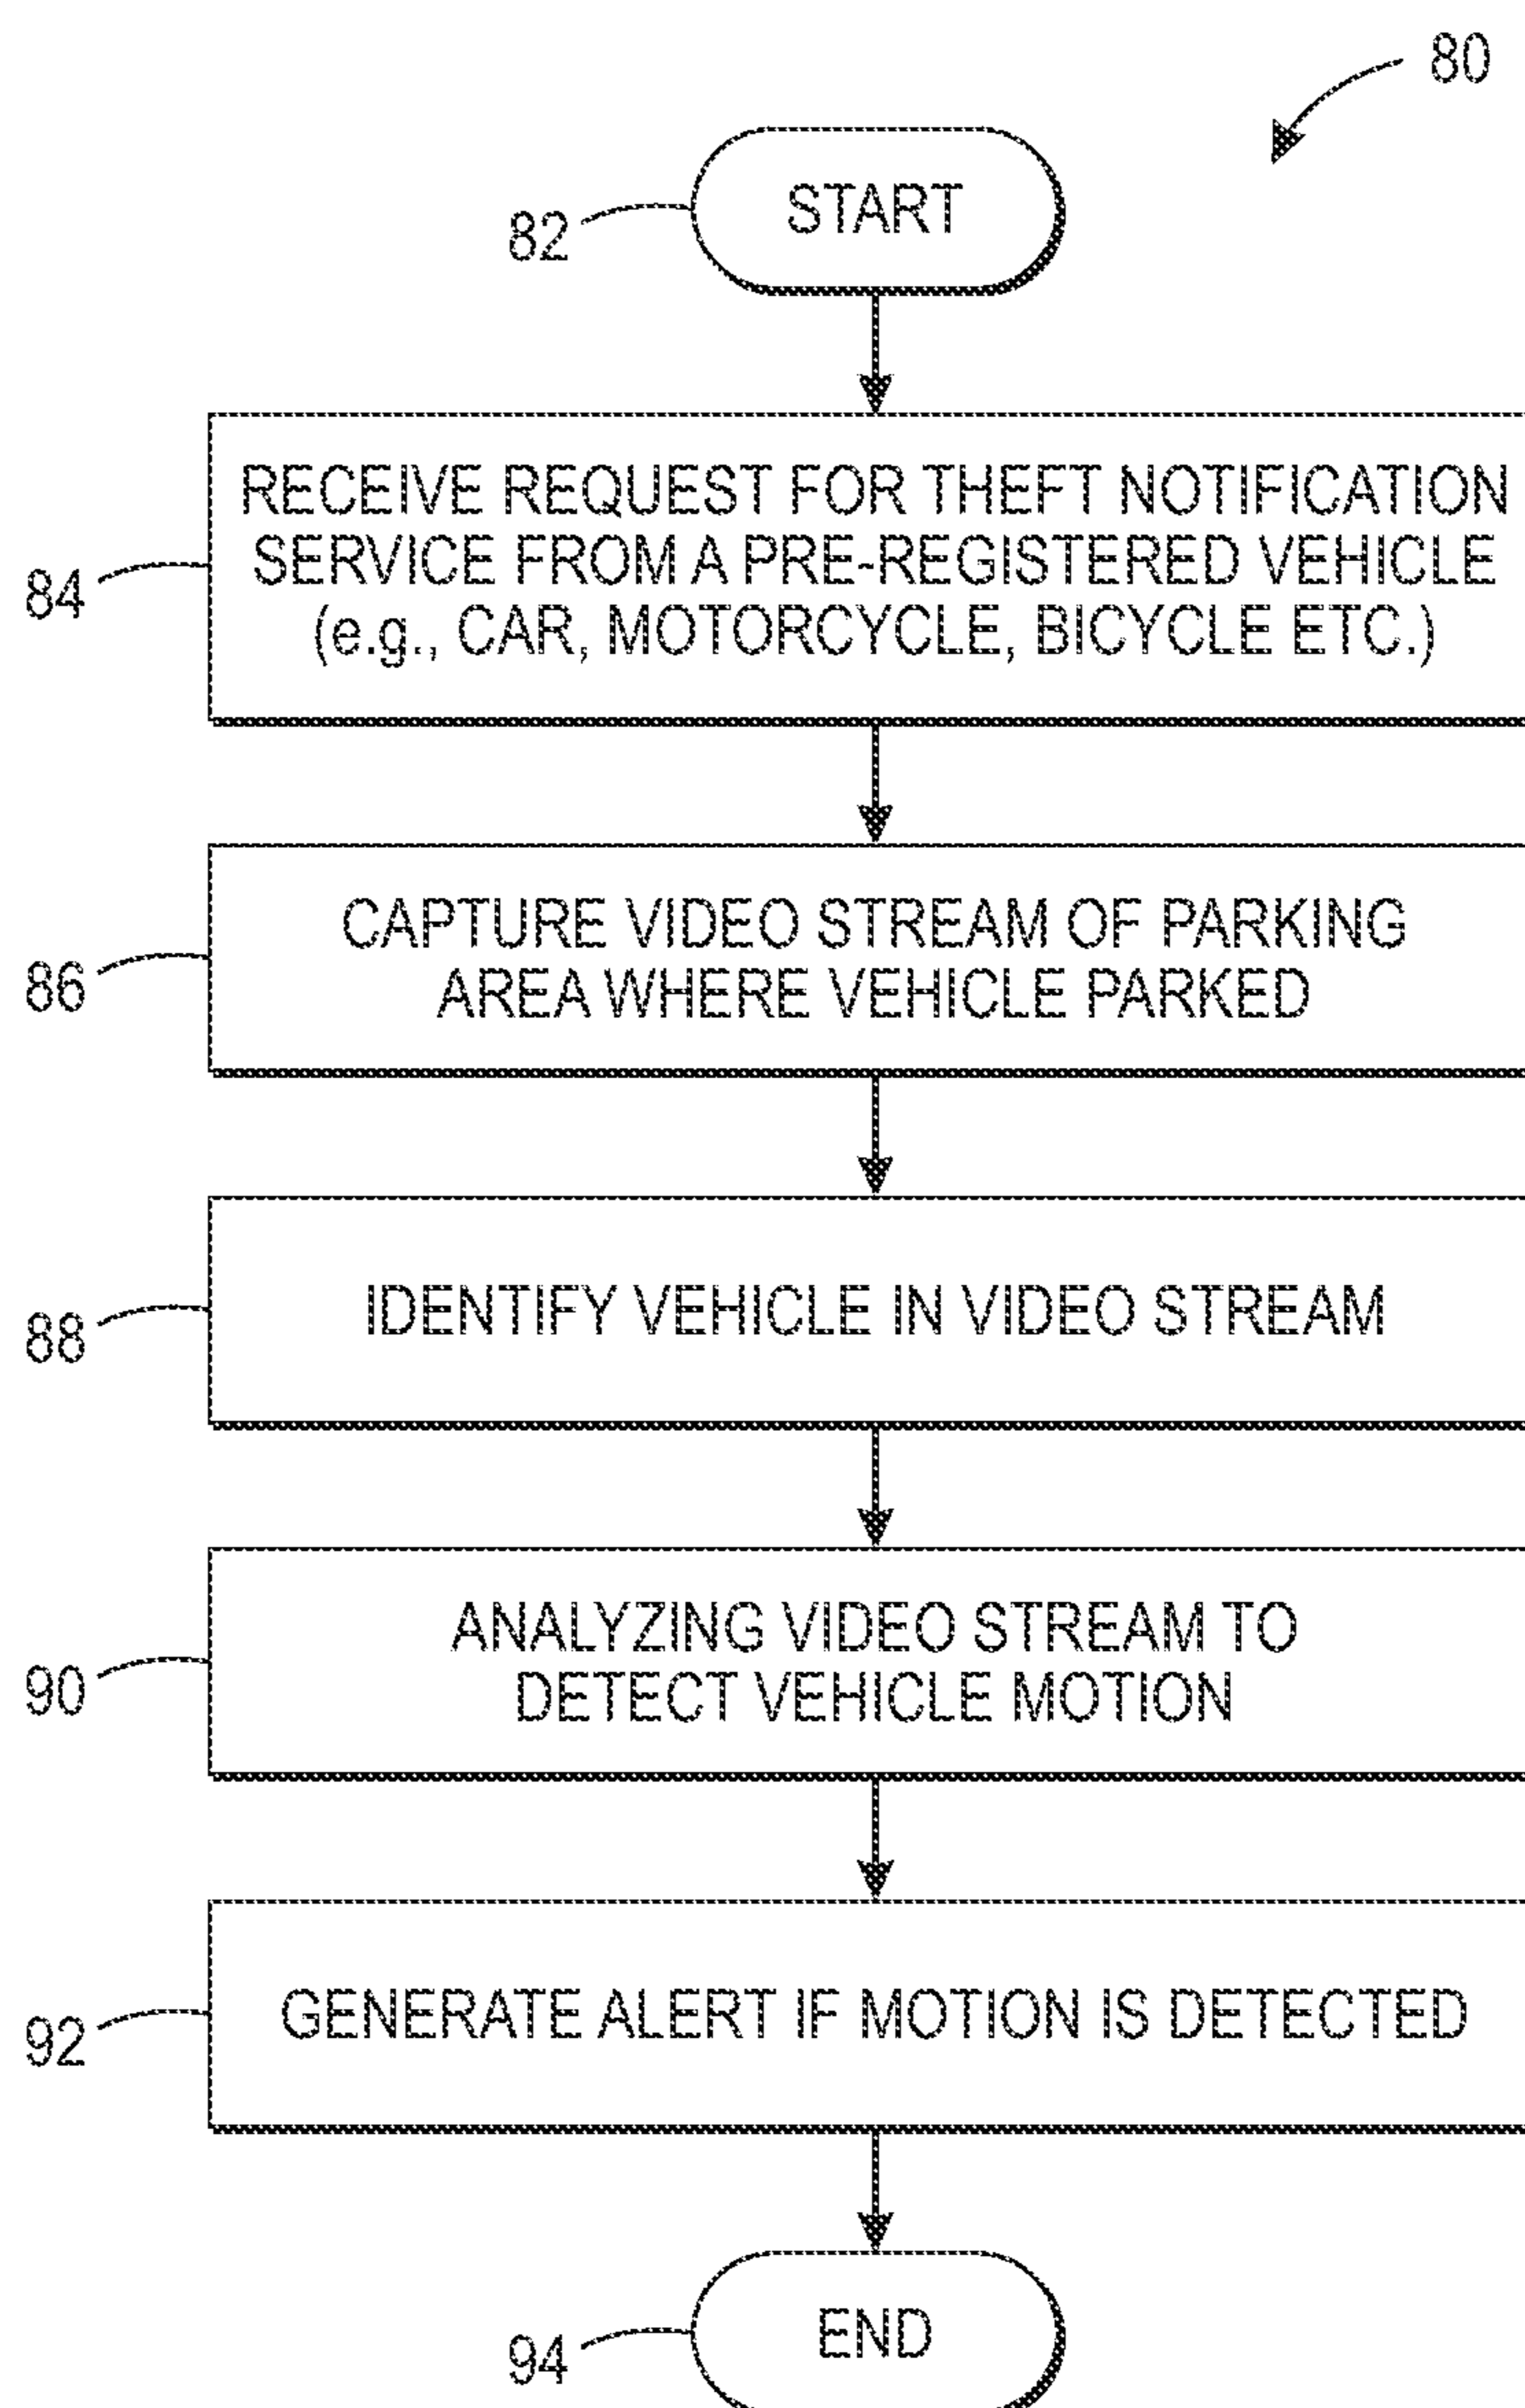 80
82
START
84
RECEIVE REQUEST FOR THEFT NOTIFICATION
SERVICE FROM A PRE-REGISTERED VEHICLE
(e.g., CAR, MOTORCYCLE, BICYCLE ETC.)
86
CAPTURE VIDEO STREAM OF PARKING
AREA WHERE VEHICLE PARKED
88
IDENTIFY VEHICLE IN VIDEO STREAM
90
ANALYZING VIDEO STREAM TO
DETECT VEHICLE MOTION
92
GENERATE ALERT IF MOTION IS DETECTED
94
END